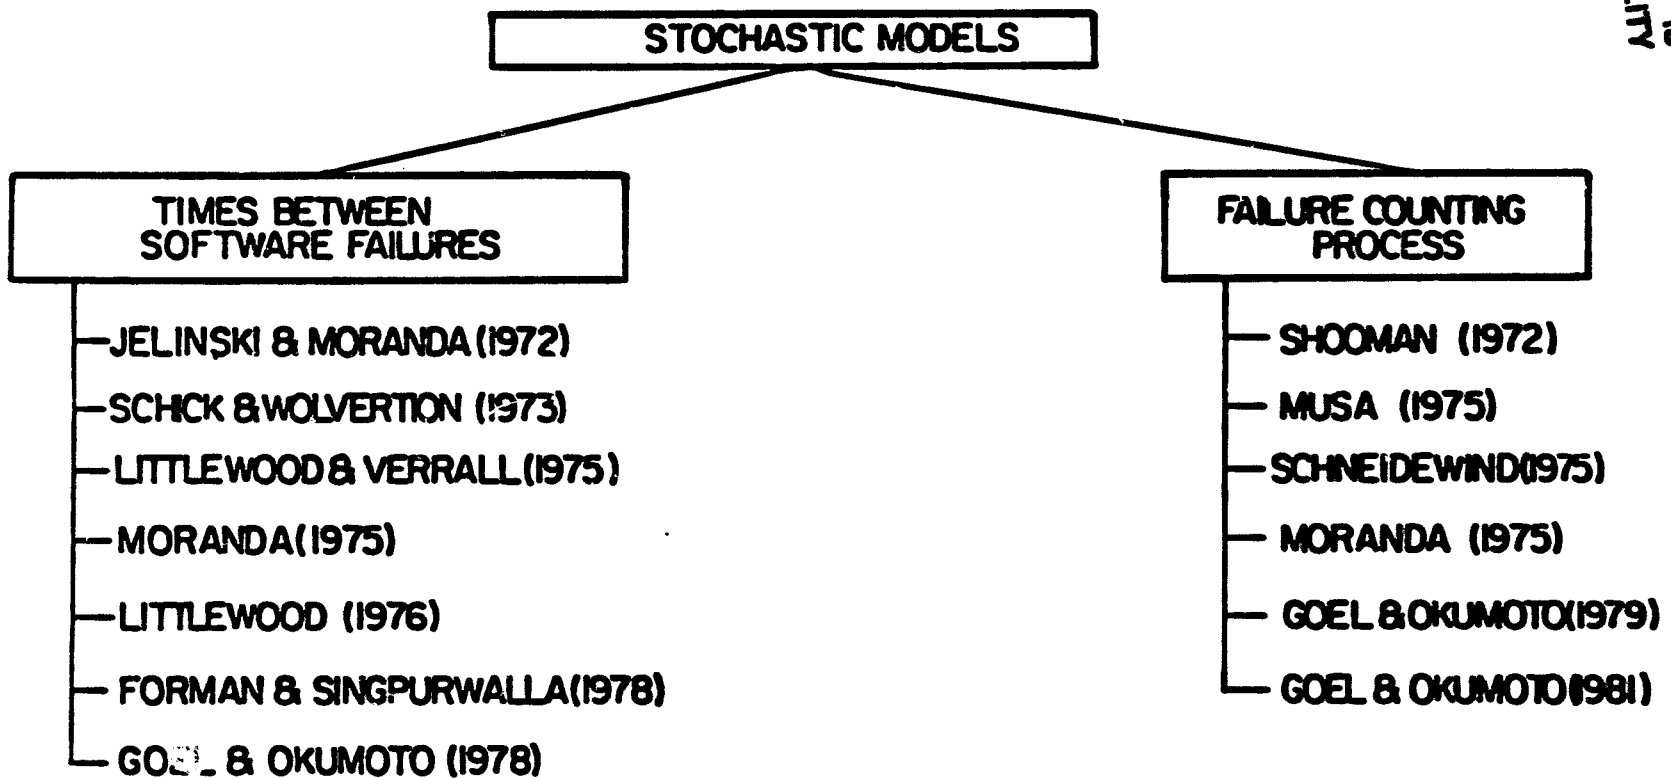 STOCHASTIC MODELS
TIMES BETWEEN
SOFTWARE FAILURES
JELINSKI & MORANDA (1972)
SCHICK & WOLVERTION (1973)
LITTLEWOOD & VERRALL (1975)
MORANDA (1975)
LITTLEWOOD (1976)
FORMAN & SINGPURWALLA (1978)
GOEL & OKUMOTO (1978)
FAILURE COUNTING
PROCESS
SHOOMAN (1972)
MUSA (1975)
SCHNEIDEWIND (1975)
MORANDA (1975)
GOEL & OKUMOTO (1979)
GOEL & OKUMOTO (1981)